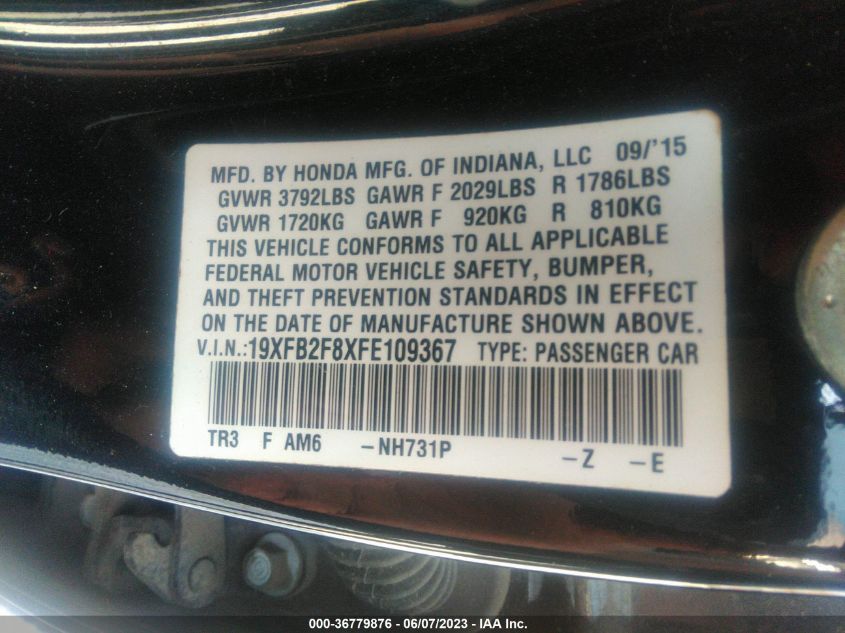 MFD. BY HONDA MFG. OF INDIANA, LLC 09/'15
GVWR 3792LBS GAWR F 2029LBS R 1786LBS
GVWR 1720KG GAWR F 920KG R 810KG
THIS VEHICLE CONFORMS TO ALL APPLICABLE
FEDERAL MOTOR VEHICLE SAFETY, BUMPER,
AND THEFT PREVENTION STANDARDS IN EFFECT
ON THE DATE OF MANUFACTURE SHOWN ABOVE.
V.I.N.:19XFB2F8XFE109367 TYPE: PASSENGER CAR
TR3 F AM6 -NH731P -Z -E
000-36779876 | 06/07/2023 - IAA Inc.